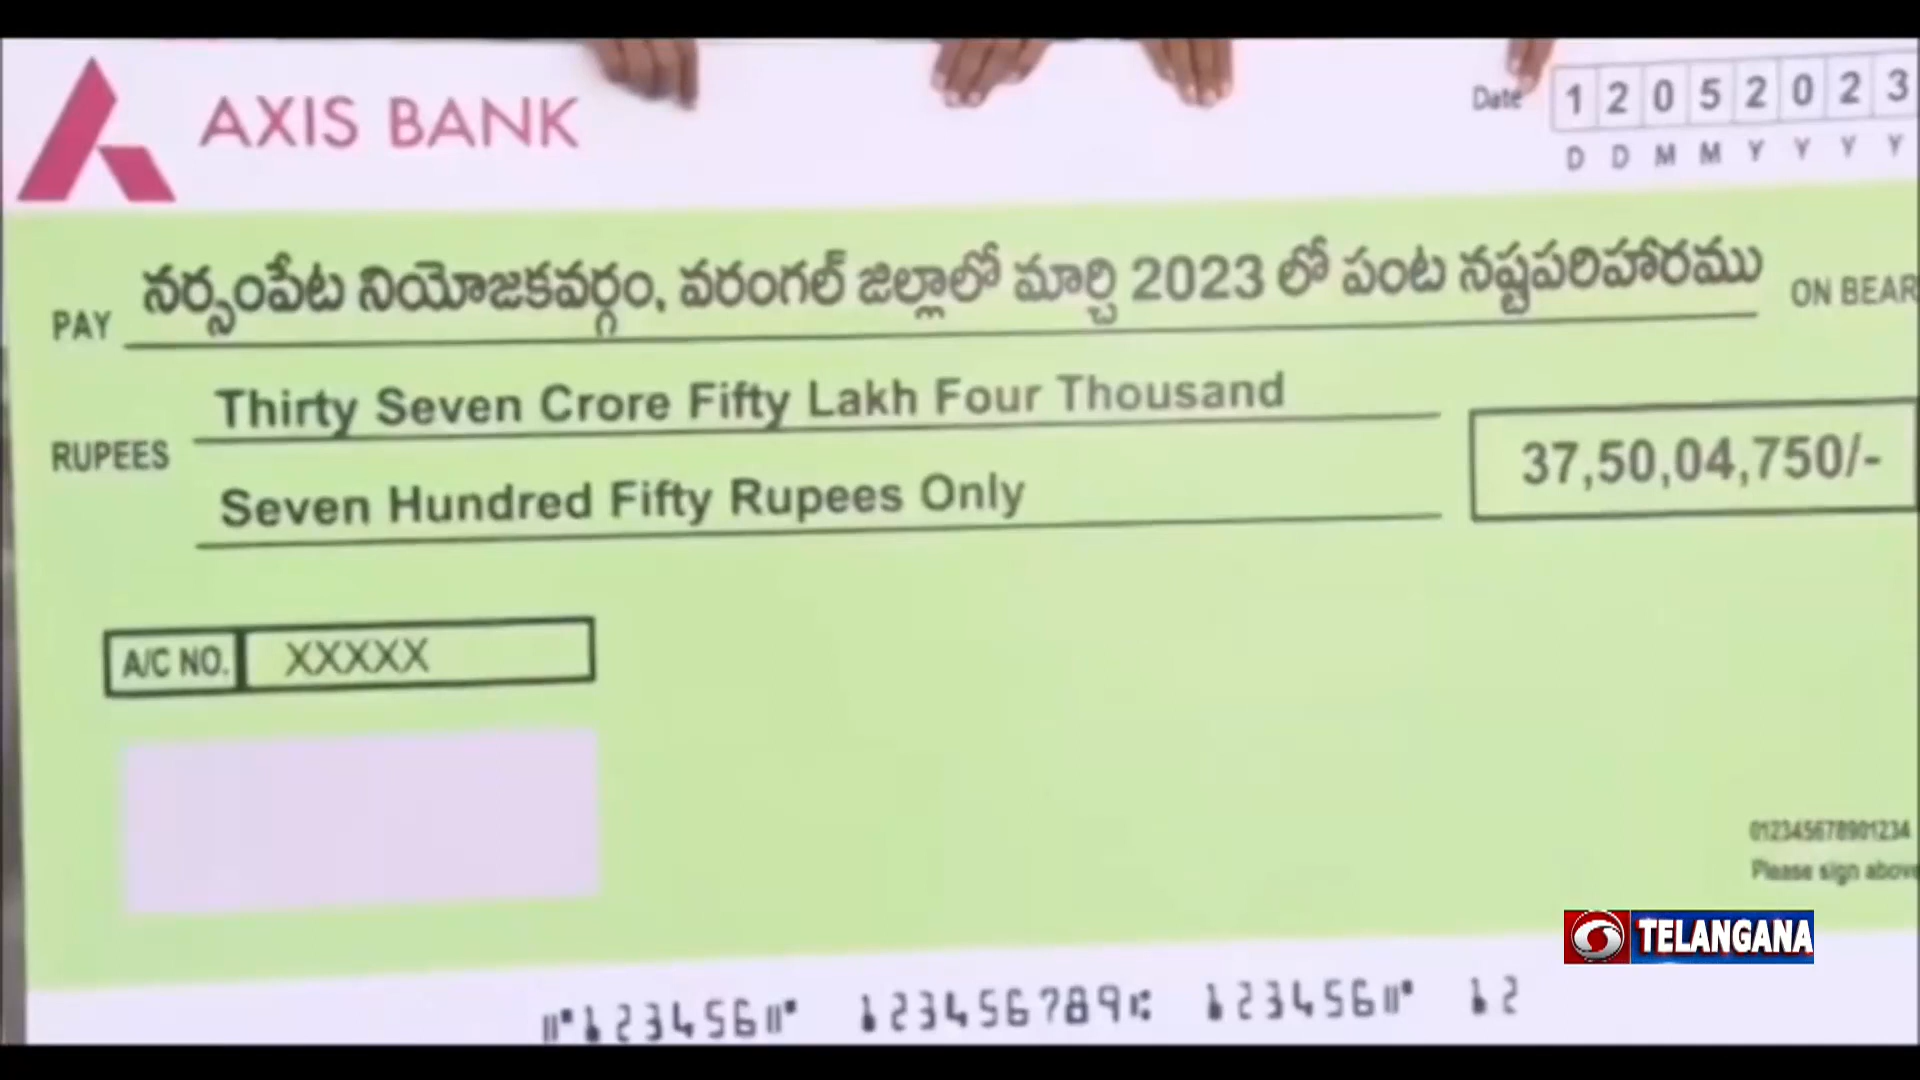 AXIS BANK
Date 12052023
D D M M Y Y Y Y
PAY నర్సంపేట నియోజకవర్గం, వరంగల్ జిల్లాలో మార్చి 2023 లో పంట నష్టపరిహారము ON BEAR
RUPEES Thirty Seven Crore Fifty Lakh Four Thousand
Seven Hundred Fifty Rupees Only
37,50,04,750/-
A/C NO. XXXXX
012345678901234
Please sign above
TELANGANA
⑈123456⑈ 123456789⑆ 123456⑈ 12